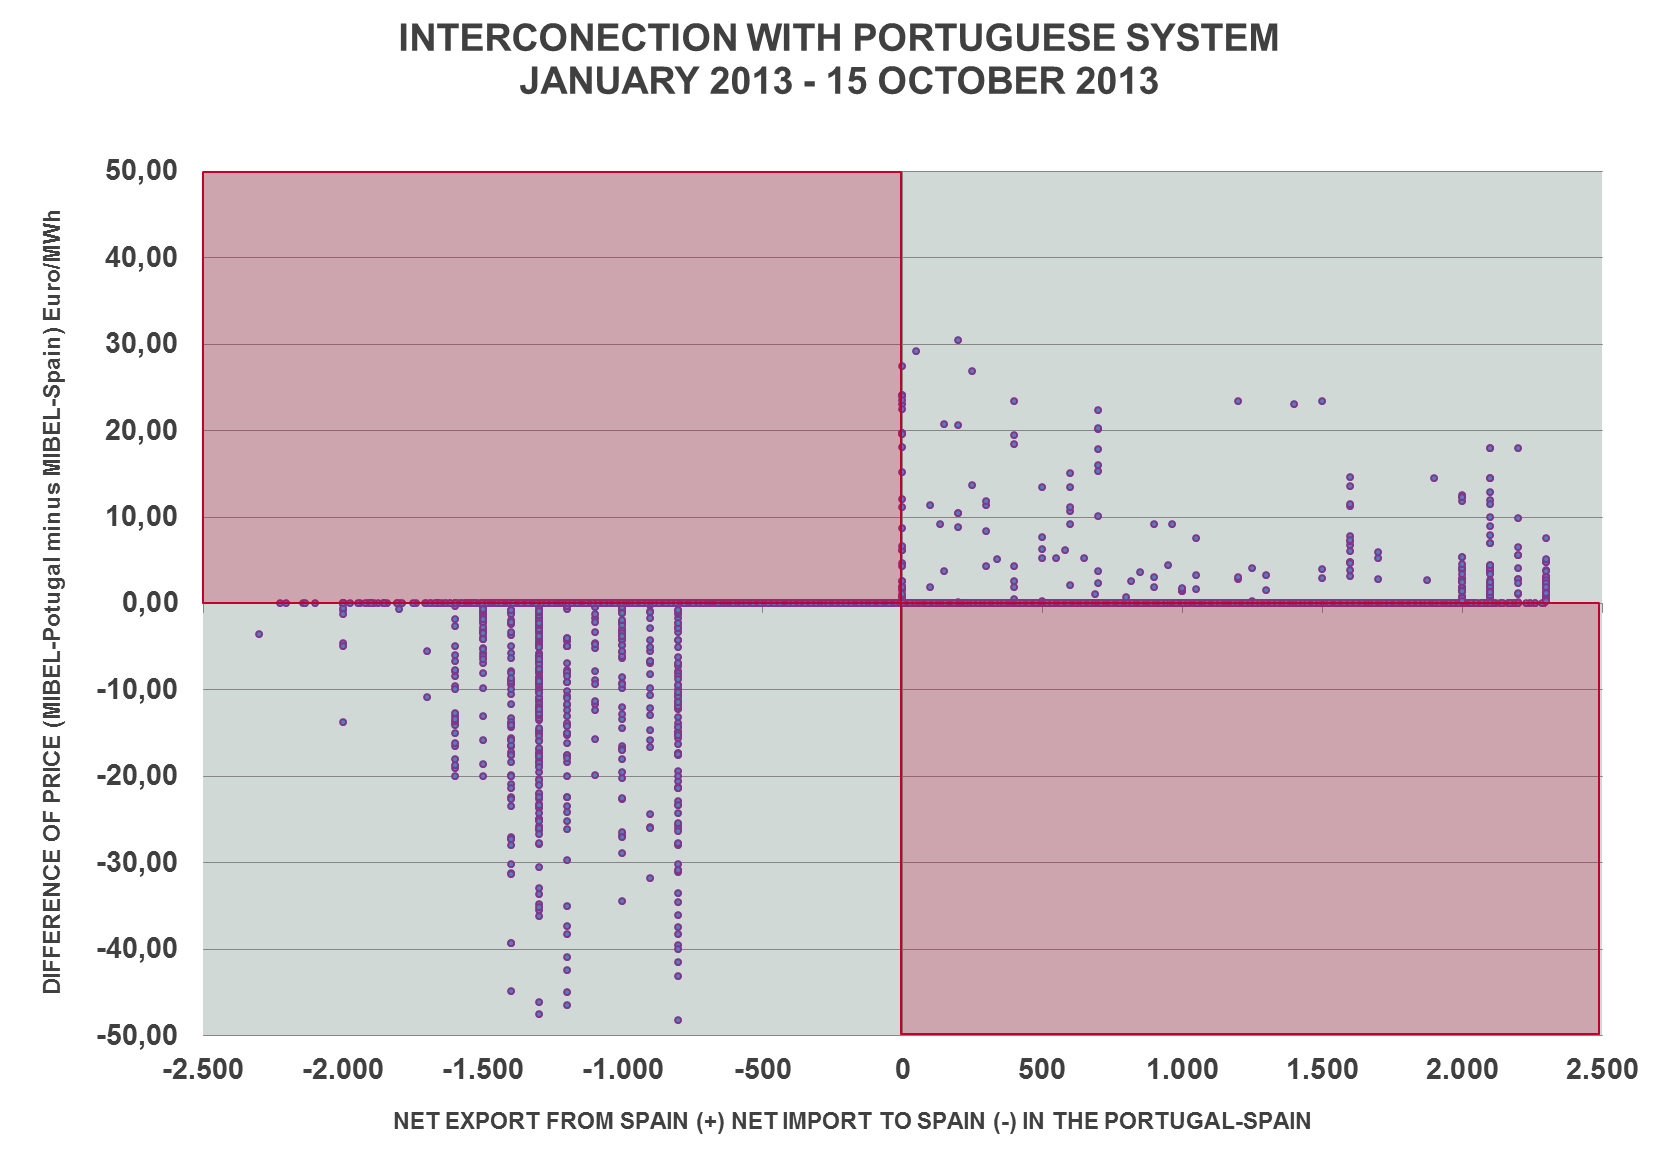 INTERCONECTION WITH PORTUGUESE SYSTEM
JANUARY 2013 - 15 OCTOBER 2013
DIFFERENCE OF PRICE (MIBEL-Potugal minus MIBEL-Spain) Euro/MWh
50,00
40,00
30,00
20,00
10,00
0,00
-10,00
-20,00
-30,00
-40,00
-50,00
-2.500 -2.000 -1.500 -1.000 -500 0 500 1.000 1.500 2.000 2.500
NET EXPORT FROM SPAIN (+) NET IMPORT TO SPAIN (-) IN THE PORTUGAL-SPAIN